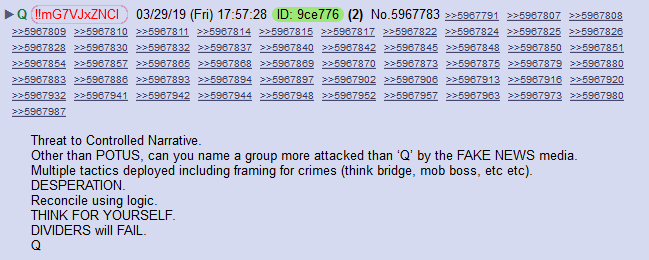 ▶ Q !!mG7VJxZNCI 03/29/19 (Fri) 17:57:28 ID: 9ce776 (2) No.5967783 >>5967791 >>5967807 >>5967808
>>5967809 >>5967810 >>5967811 >>5967814 >>5967815 >>5967817 >>5967822 >>5967824 >>5967825 >>5967826
>>5967828 >>5967830 >>5967832 >>5967837 >>5967840 >>5967842 >>5967845 >>5967848 >>5967850 >>5967851
>>5967854 >>5967857 >>5967865 >>5967868 >>5967869 >>5967870 >>5967873 >>5967875 >>5967876 >>5967879
>>5967883 >>5967886 >>5967893 >>5967894 >>5967897 >>5967902 >>5967906 >>5967913 >>5967916 >>5967920
>>5967932 >>5967941 >>5967942 >>5967944 >>5967948 >>5967952 >>5967957 >>5967963 >>5967973 >>5967980
>>5967987
Threat to Controlled Narrative.
Other than POTUS, can you name a group more attacked than ‘Q’ by the FAKE NEWS media.
Multiple tactics deployed including framing for crimes (think bridge, mob boss, etc etc).
DESPERATION.
Reconcile using logic.
THINK FOR YOURSELF.
DIVIDERS will FAIL.
Q